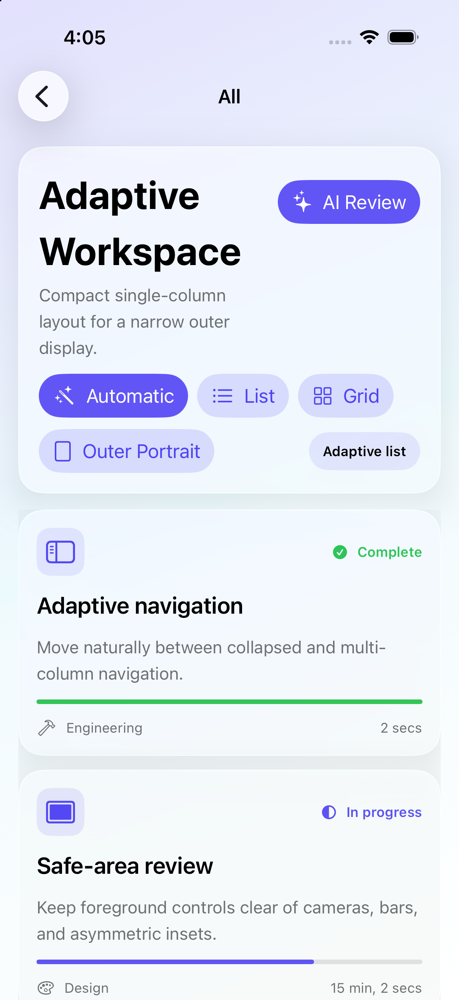 4:05
All
Adaptive
Workspace
AI Review
Compact single-column
layout for a narrow outer
display.
Automatic
List
Grid
Outer Portrait
Adaptive list
Complete
Adaptive navigation
Move naturally between collapsed and multi-
column navigation.
Engineering
2 secs
In progress
Safe-area review
Keep foreground controls clear of cameras, bars,
and asymmetric insets.
Design
15 min, 2 secs